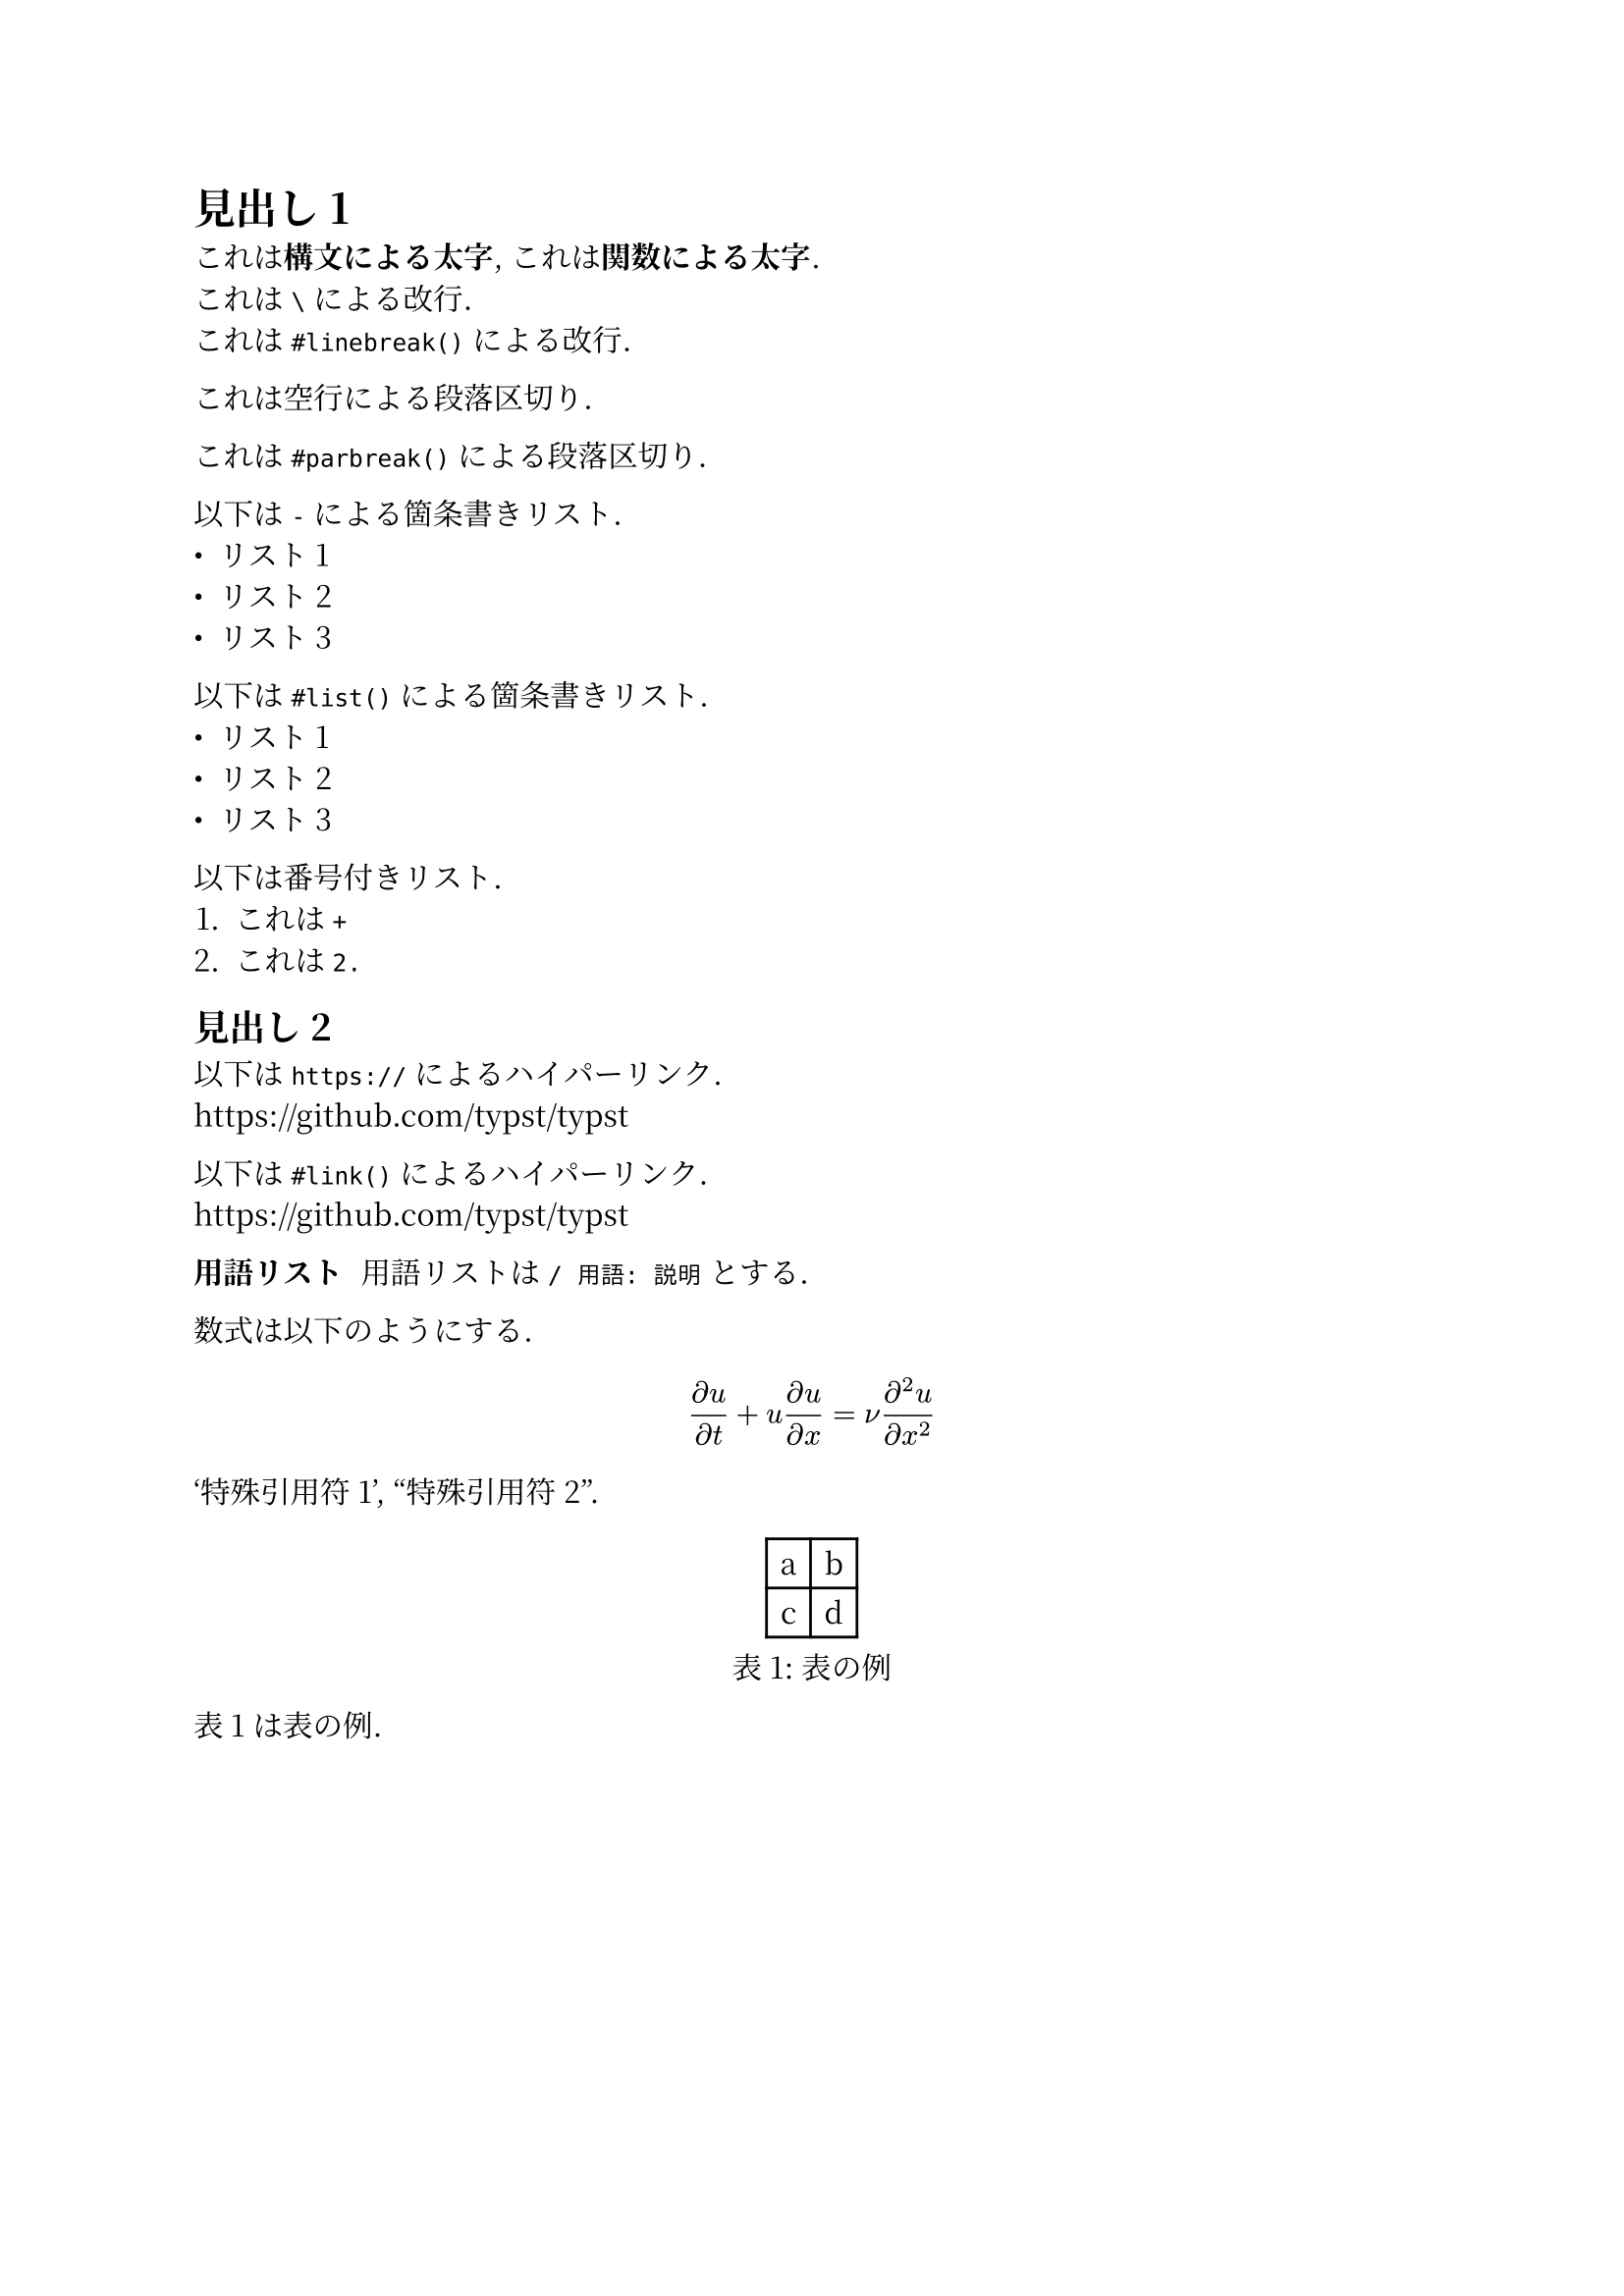 見出し 1
これは構文による太字, これは関数による太字.
これは \ による改行.
これは #linebreak() による改行.
これは空行による段落区切り.
これは #parbreak() による段落区切り.
以下は - による箇条書きリスト.
• リスト 1
• リスト 2
• リスト 3
以下は #list() による箇条書きリスト.
• リスト 1
• リスト 2
• リスト 3
以下は番号付きリスト.
1. これは +
2. これは 2.
見出し 2
以下は https:// によるハイパーリンク.
https://github.com/typst/typst
以下は #link() によるハイパーリンク.
https://github.com/typst/typst
用語リスト 用語リストは / 用語: 説明 とする.
数式は以下のようにする.
∂u/∂t + u ∂u/∂x = ν ∂²u/∂x²
‘特殊引用符 1’, “特殊引用符 2”.
a b
c d
表 1: 表の例
表 1 は表の例.